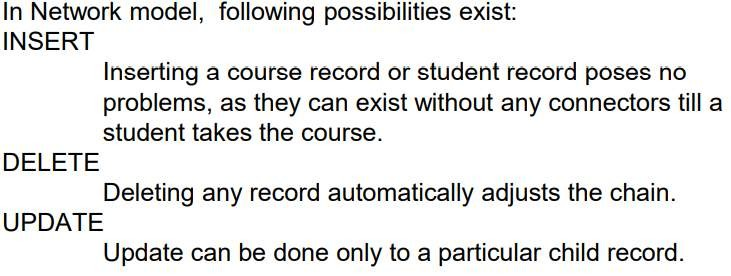 In Network model, following possibilities exist:
INSERT
Inserting a course record or student record poses no
problems, as they can exist without any connectors till a
student takes the course.
DELETE
Deleting any record automatically adjusts the chain.
UPDATE
Update can be done only to a particular child record.